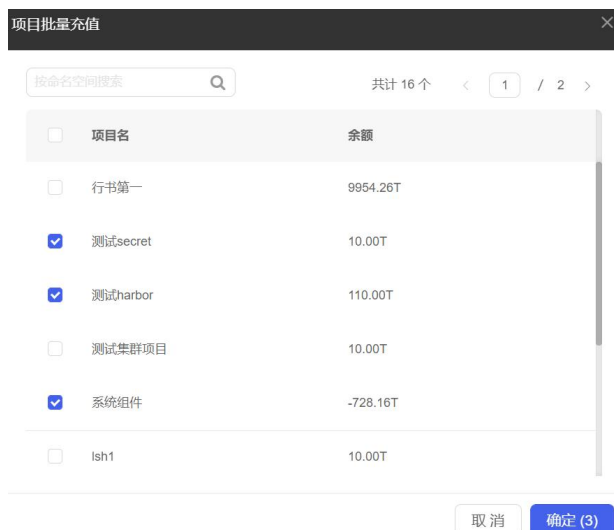 项目批量充值
按命名空间搜索 共计 16 个 < 1 / 2 >
项目名 余额
行书第一 9954.26T
测试secret 10.00T
测试harbor 110.00T
测试集群项目 10.00T
系统组件 -728.16T
lsh1 10.00T
取 消 确定 (3)